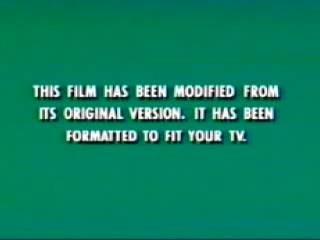 THIS FILM HAS BEEN MODIFIED FROM
ITS ORIGINAL VERSION. IT HAS BEEN
FORMATTED TO FIT YOUR TV.